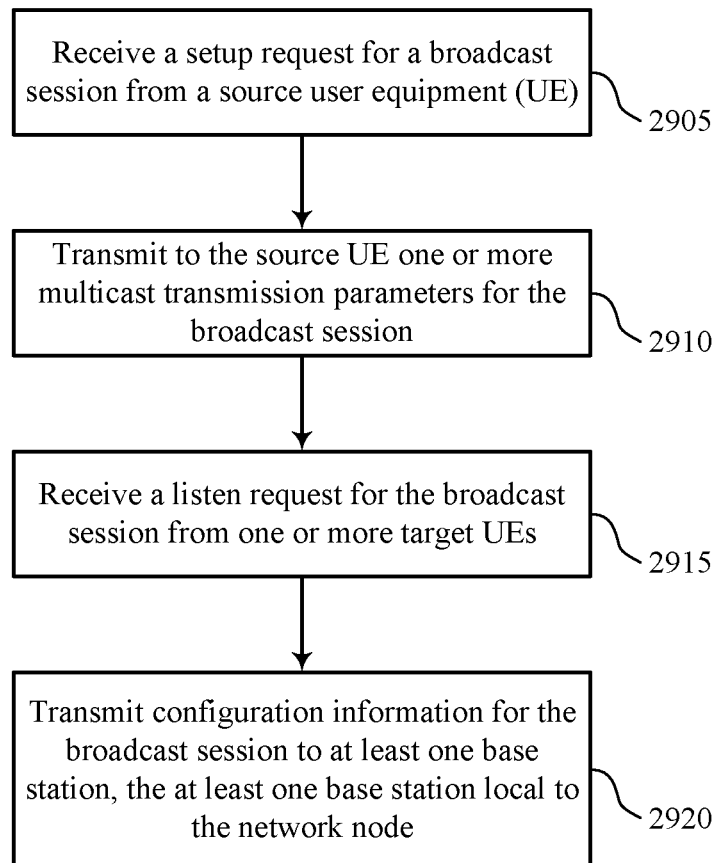 Receive a setup request for a broadcast
session from a source user equipment (UE)
2905
Transmit to the source UE one or more
multicast transmission parameters for the
broadcast session
2910
Receive a listen request for the broadcast
session from one or more target UEs
2915
Transmit configuration information for the
broadcast session to at least one base
station, the at least one base station local to
the network node
2920